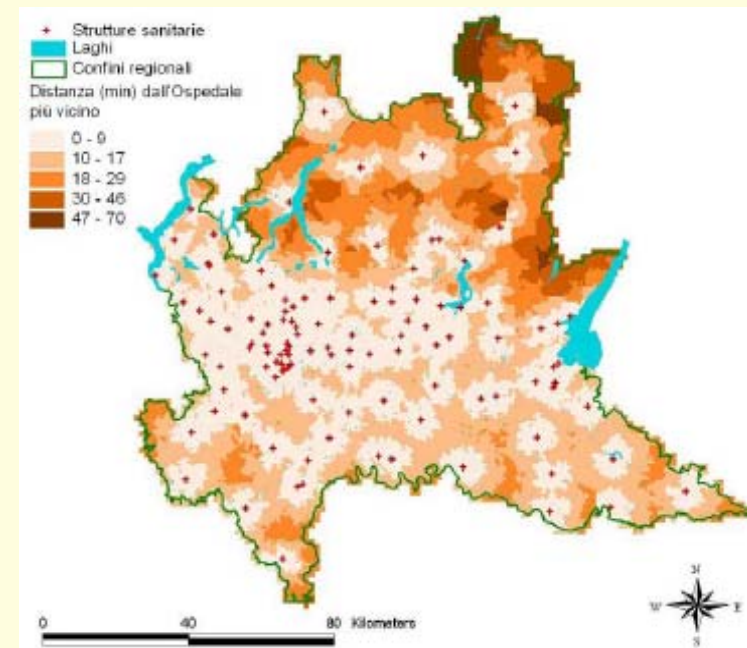 Strutture sanitarie
Laghi
Confini regionali
Distanza (min) dall'Ospedale
più vicino
0 - 9
10 - 17
18 - 29
30 - 46
47 - 70
0 40 80 Kilometers
N
W E
S